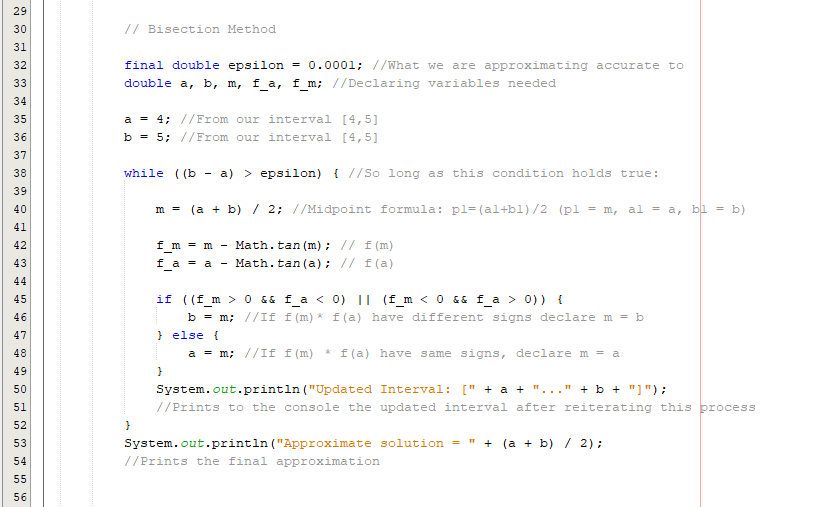 29
30 // Bisection Method
31
32 final double epsilon = 0.0001; //What we are approximating accurate to
33 double a, b, m, f_a, f_m; //Declaring variables needed
34
35 a = 4; //From our interval [4,5]
36 b = 5; //From our interval [4,5]
37
38 while ((b - a) > epsilon) { //So long as this condition holds true:
39
40 m = (a + b) / 2; //Midpoint formula: p1=(a1+b1)/2 (p1 = m, a1 = a, b1 = b)
41
42 f_m = m - Math.tan(m); // f(m)
43 f_a = a - Math.tan(a); // f(a)
44
45 if ((f_m > 0 && f_a < 0) || (f_m < 0 && f_a > 0)) {
46 b = m; //If f(m)* f(a) have different signs declare m = b
47 } else {
48 a = m; //If f(m) * f(a) have same signs, declare m = a
49 }
50 System.out.println("Updated Interval: [" + a + "..." + b + "]");
51 //Prints to the console the updated interval after reiterating this process
52 }
53 System.out.println("Approximate solution = " + (a + b) / 2);
54 //Prints the final approximation
55
56